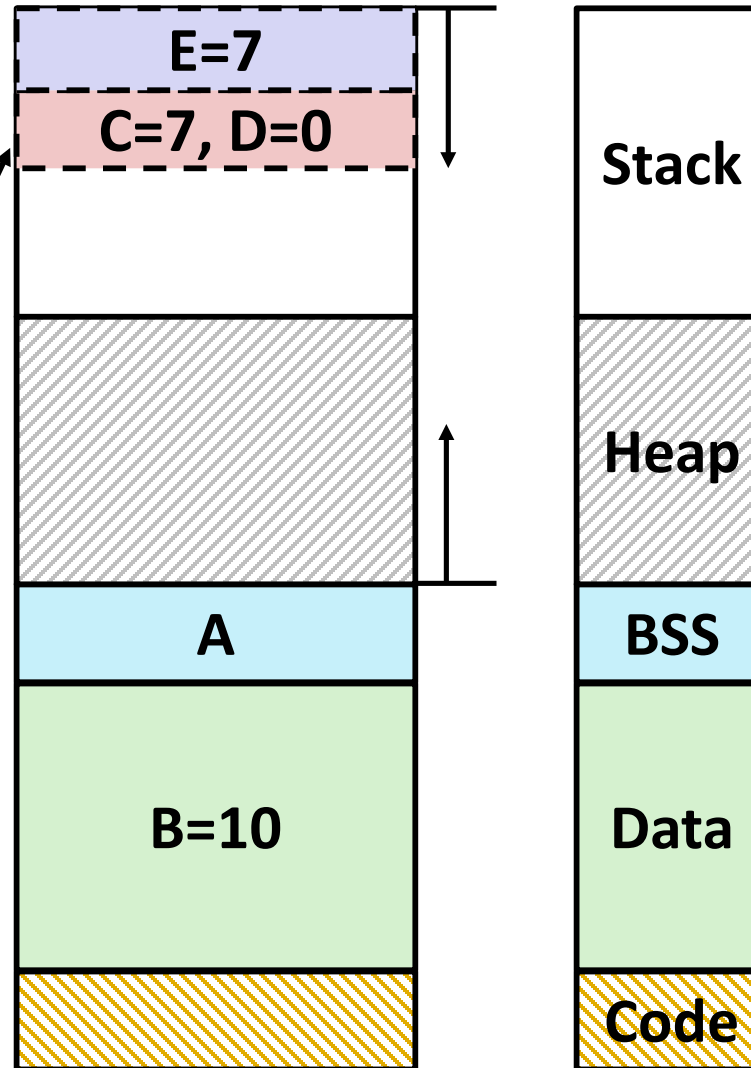 E=7
C=7, D=0
A
B=10
Stack
Heap
BSS
Data
Code